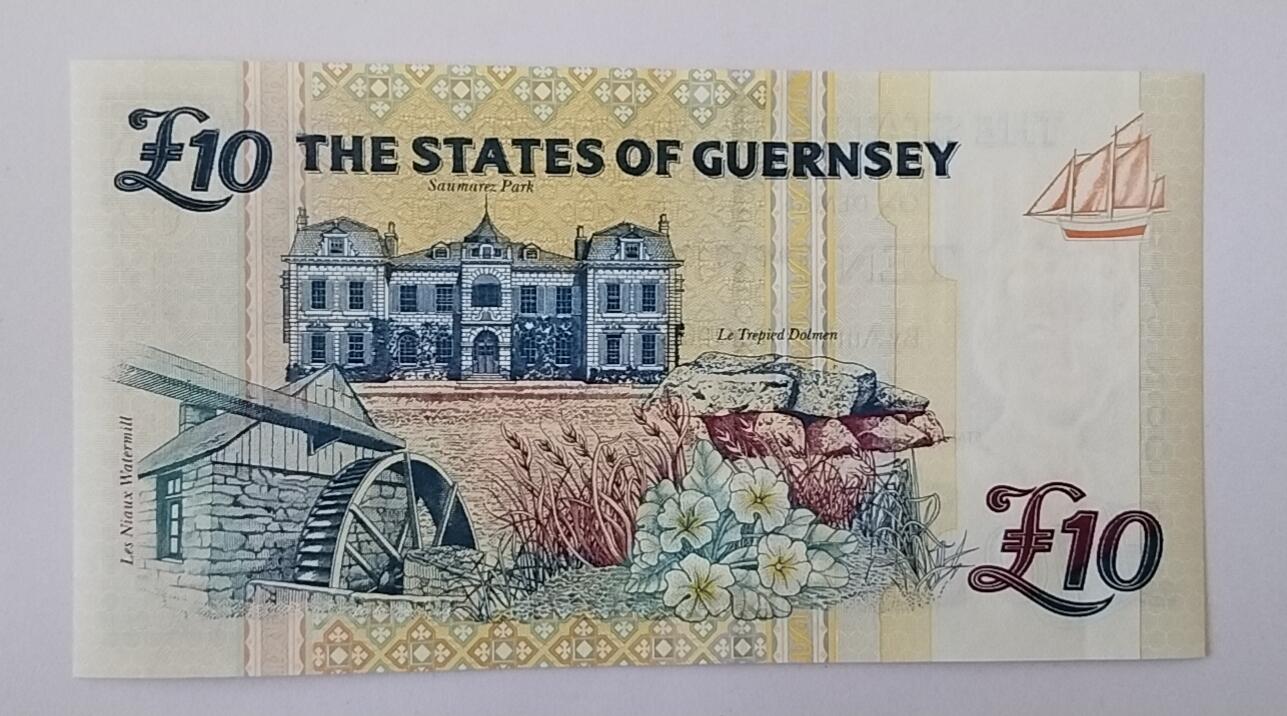 £10 THE STATES OF GUERNSEY
Saumarez Park
Le Trepied Dolmen
Les Niaux Watermill
£10